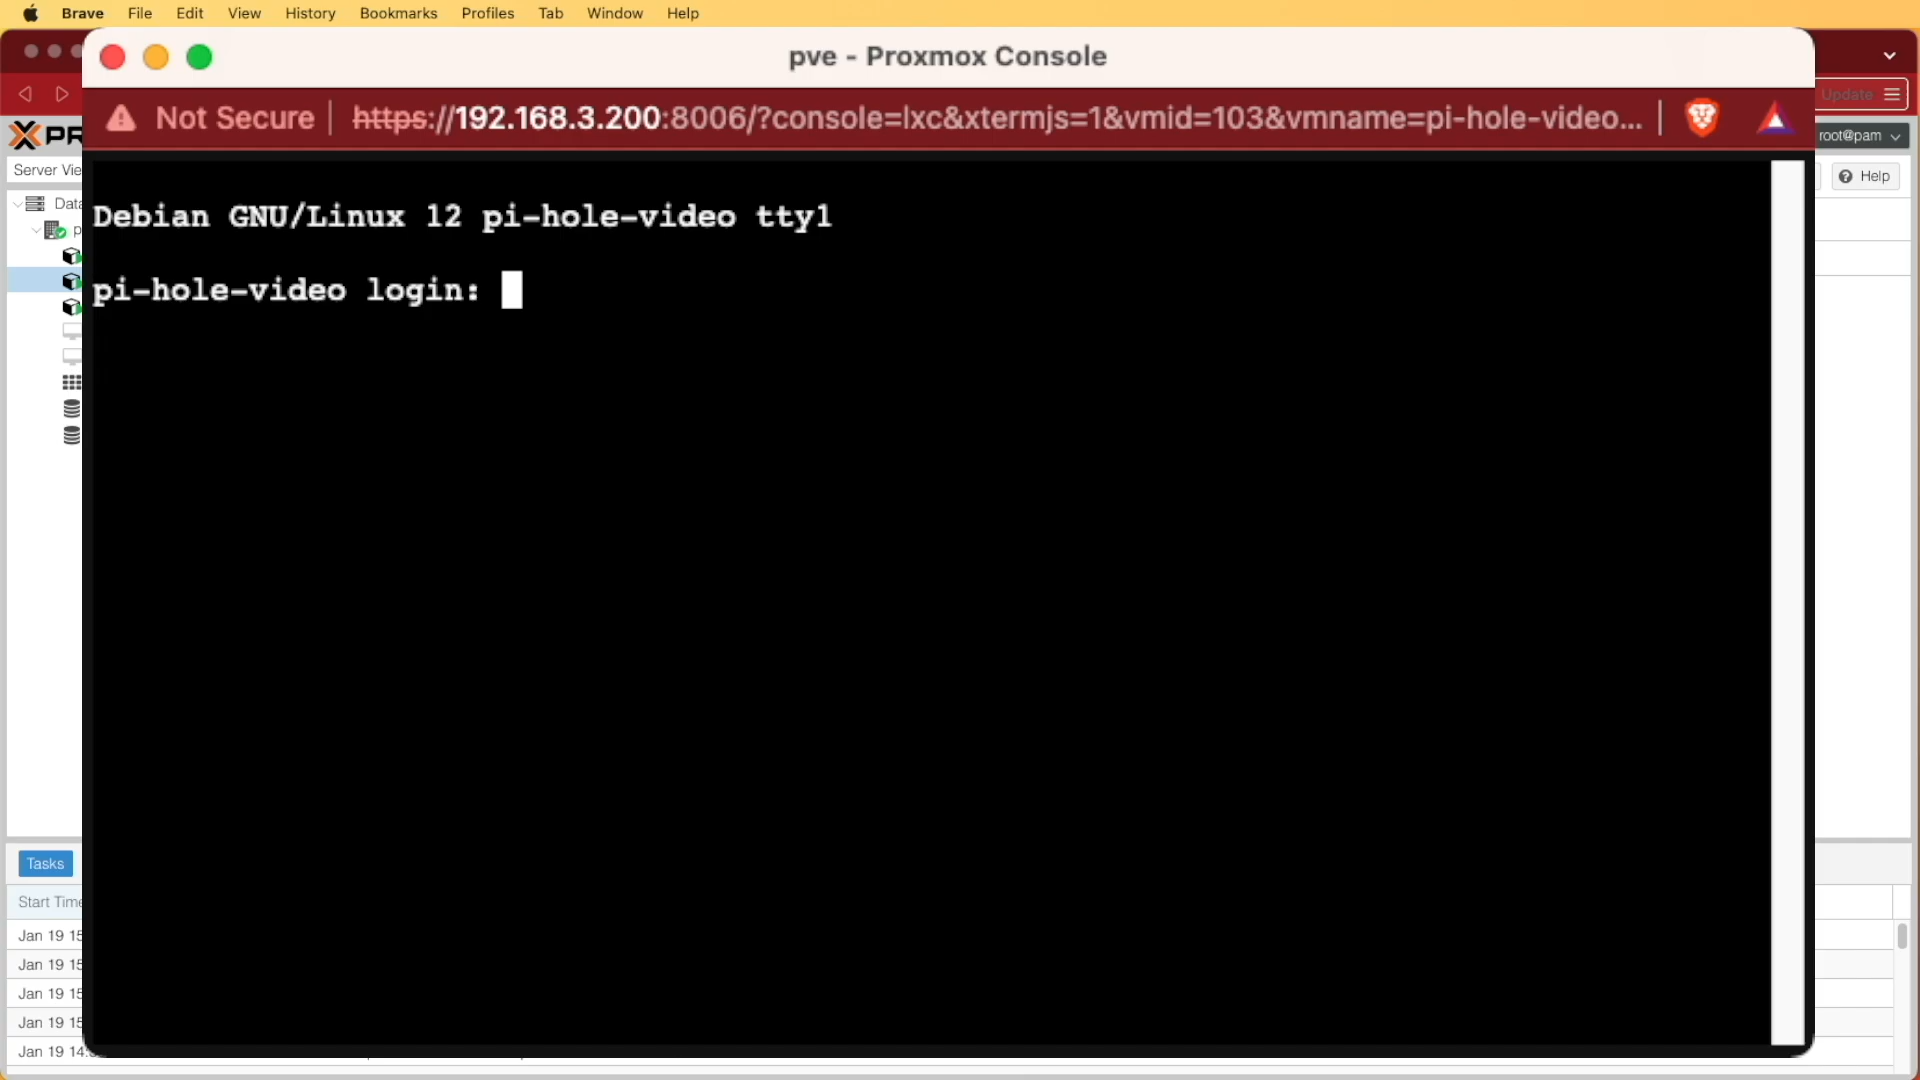 Brave File Edit View History Bookmarks Profiles Tab Window Help
pve - Proxmox Console
Not Secure | https://192.168.3.200:8006/?console=lxc&xtermjs=1&vmid=103&vmname=pi-hole-video...
Update
root@pam
Server Vie
Help
Data
Debian GNU/Linux 12 pi-hole-video tty1
pi-hole-video login:
Tasks
Start Time
Jan 19 15
Jan 19 15
Jan 19 15
Jan 19 15
Jan 19 14: